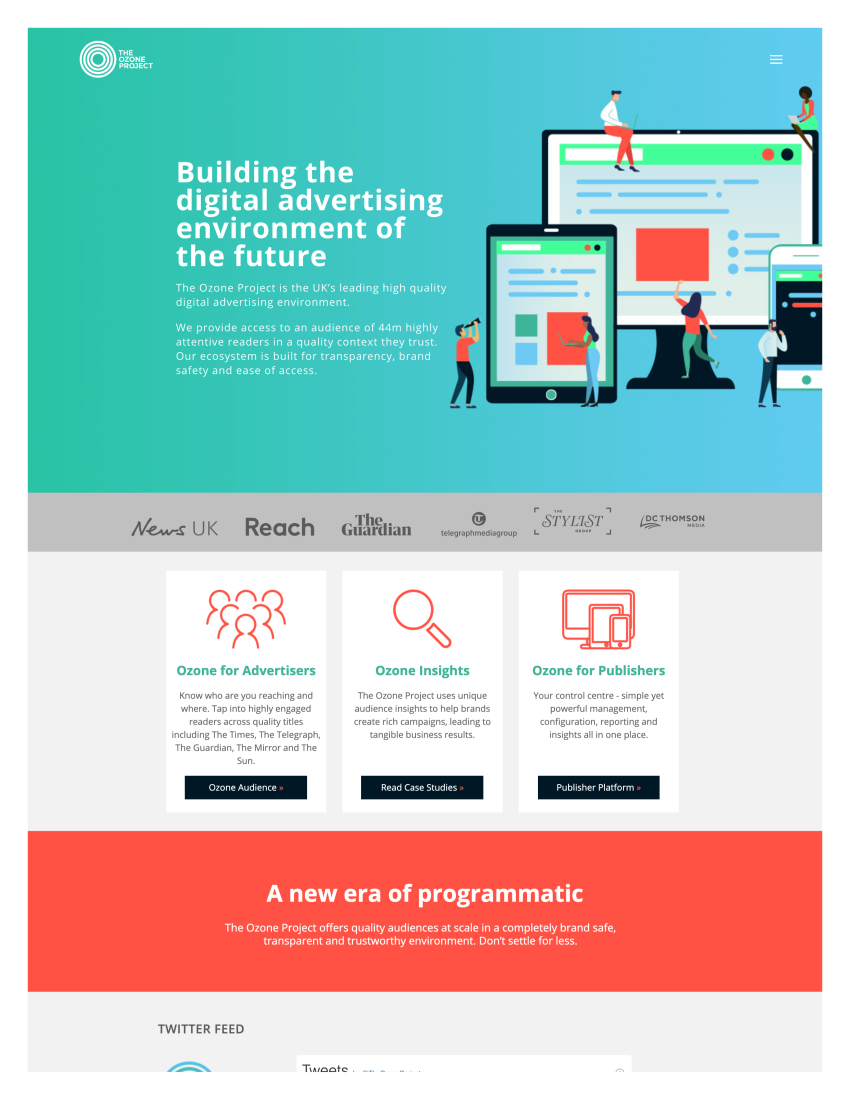 THE
OZONE
PROJECT
Building the
digital advertising
environment of
the future
The Ozone Project is the UK's leading high quality
digital advertising environment.
We provide access to an audience of 44m highly
attentive readers in a quality context they trust.
Our ecosystem is built for transparency, brand
safety and ease of access.
News UK
Reach
The
Guardian
telegraphmediagroup
THE
STYLIST
GROUP
DC THOMSON
MEDIA
Ozone for Advertisers
Know who are you reaching and
where. Tap into highly engaged
readers across quality titles
including The Times, The Telegraph,
The Guardian, The Mirror and The
Sun.
Ozone Audience »
Ozone Insights
The Ozone Project uses unique
audience insights to help brands
create rich campaigns, leading to
tangible business results.
Read Case Studies »
Ozone for Publishers
Your control centre - simple yet
powerful management,
configuration, reporting and
insights all in one place.
Publisher Platform »
A new era of programmatic
The Ozone Project offers quality audiences at scale in a completely brand safe,
transparent and trustworthy environment. Don't settle for less.
TWITTER FEED
Tweets